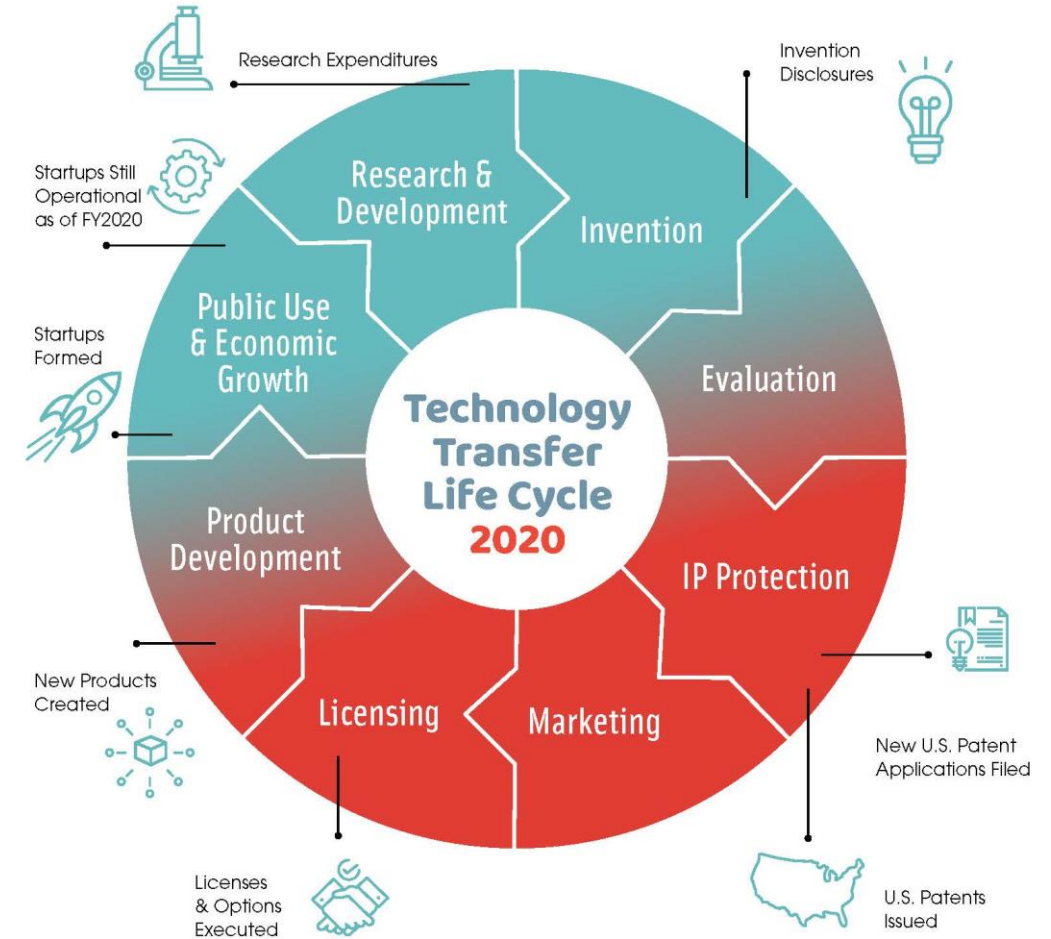 Research Expenditures
Invention
Disclosures
Startups Still
Operational
as of FY2020
Research &
Development
Invention
Public Use
& Economic
Growth
Startups
Formed
Evaluation
Technology
Transfer
Life Cycle
2020
Product
Development
IP Protection
New Products
Created
Licensing
Marketing
New U.S. Patent
Applications Filed
Licenses
& Options
Executed
U.S. Patents
Issued